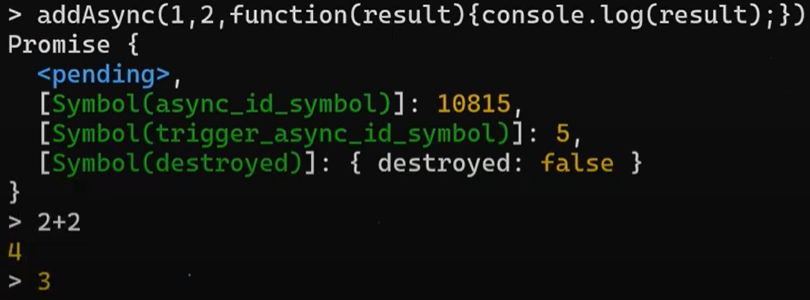 > addAsync(1,2,function(result){console.log(result);})
Promise {
  <pending>,
  [Symbol(async_id_symbol)]: 10815,
  [Symbol(trigger_async_id_symbol)]: 5,
  [Symbol(destroyed)]: { destroyed: false }
}
> 2+2
4
> 3